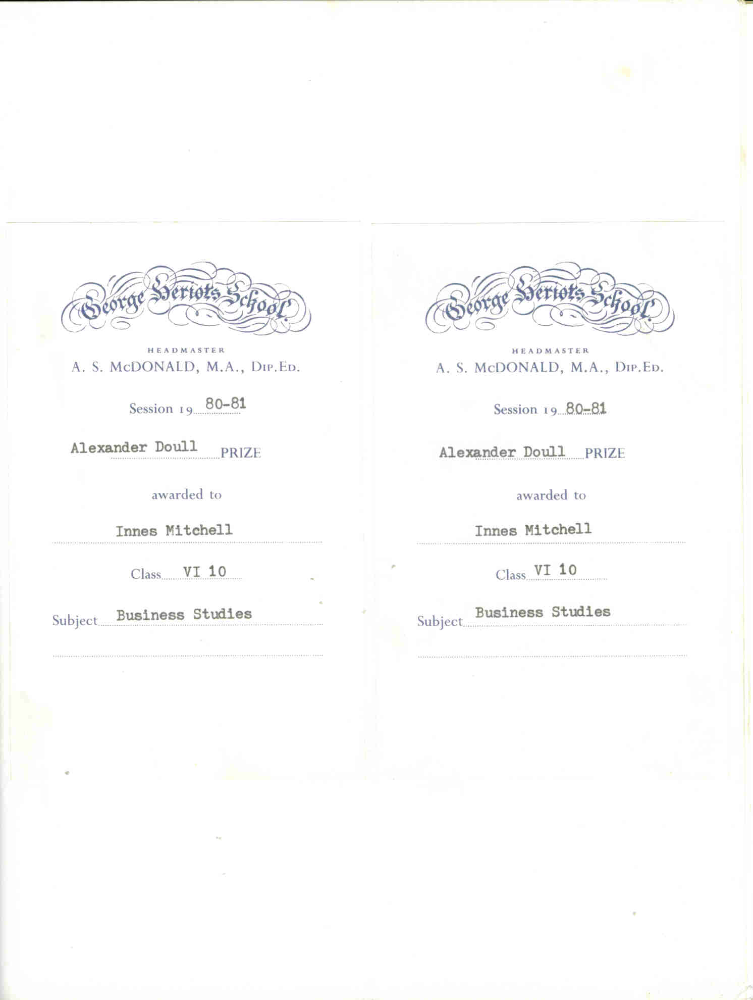 George Heriots School.
HEADMASTER
A. S. McDONALD, M.A., DIP.ED.
Session 19 80-81
Alexander Doull PRIZE
awarded to
Innes Mitchell
Class VI 10
Subject Business Studies
George Heriots School.
HEADMASTER
A. S. McDONALD, M.A., DIP.ED.
Session 19 80-81
Alexander Doull PRIZE
awarded to
Innes Mitchell
Class VI 10
Subject Business Studies